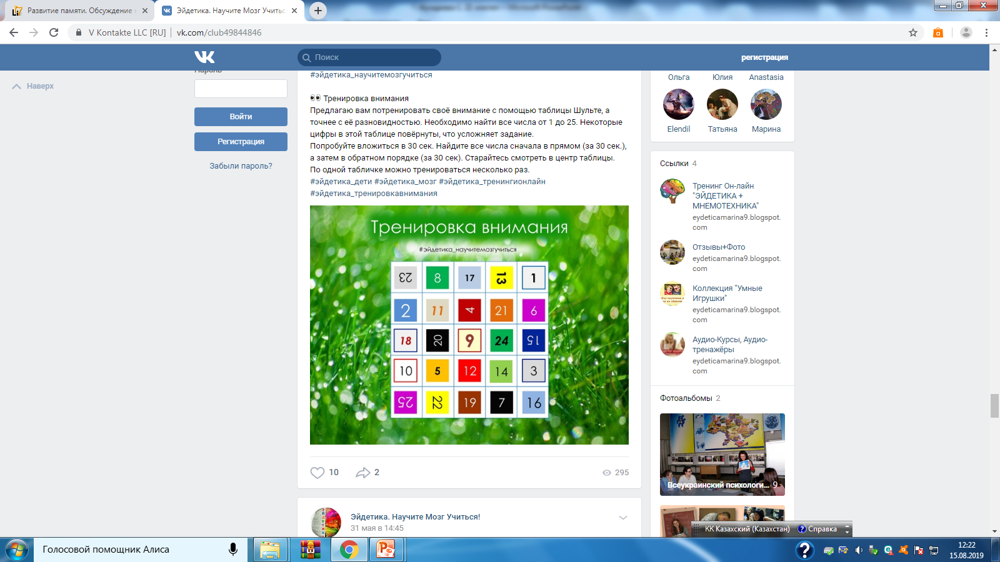 Развитие памяти. Обсуждение
Эйдетика. Научите Мозг Учитьс
V Kontakte LLC [RU] | vk.com/club49844846
Поиск
регистрация
Наверх
Пароль
Войти
Регистрация
Забыли пароль?
#эйдетика_научитемозгучиться
👀 Тренировка внимания
Предлагаю вам потренировать своё внимание с помощью таблицы Шульте, а
точнее с её разновидностью. Необходимо найти все числа от 1 до 25. Некоторые
цифры в этой таблице повёрнуты, что усложняет задание.
Попробуйте вложиться в 30 сек. Найдите все числа сначала в прямом (за 30 сек.),
а затем в обратном порядке (за 30 сек). Старайтесь смотреть в центр таблицы.
По одной табличке можно тренироваться несколько раз.
#эйдетика_дети #эйдетика_мозг #эйдетика_тренингионлайн
#эйдетика_тренировкавнимания
Тренировка внимания
#эйдетика_научитемозгучиться
23 8 17 13 1
2 11 4 21 6
18 20 9 24 15
10 5 12 14 3
25 22 19 7 16
10 2 295
Эйдетика. Научите Мозг Учиться!
31 мая в 14:45
Ольга Юлия Anastasia
Elendil Татьяна Марина
Ссылки 4
Тренинг Он-лайн
"ЭЙДЕТИКА +
МНЕМОТЕХНИКА"
eydeticamarina9.blogspot.
com
Отзывы+Фото
eydeticamarina9.blogspot.
com
Коллекция "Умные
Игрушки"
eydeticamarina9.blogspot.
com
Аудио-Курсы, Аудио-
тренажёры
eydeticamarina9.blogspot.
com
Фотоальбомы 2
Всеукраинский психологи... 9
KK Казахский (Казахстан) Справка
Голосовой помощник Алиса
12:22
15.08.2019